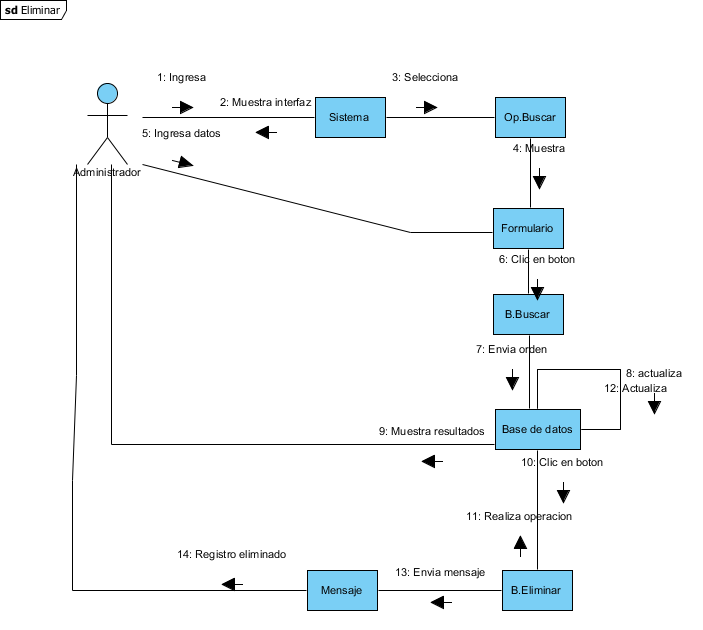 sd Eliminar
1: Ingresa
3: Selecciona
2: Muestra interfaz
Sistema
Op.Buscar
5: Ingresa datos
4: Muestra
Administrador
Formulario
6: Clic en boton
B.Buscar
7: Envia orden
8: actualiza
12: Actualiza
9: Muestra resultados
Base de datos
10: Clic en boton
11: Realiza operacion
14: Registro eliminado
13: Envia mensaje
Mensaje
B.Eliminar